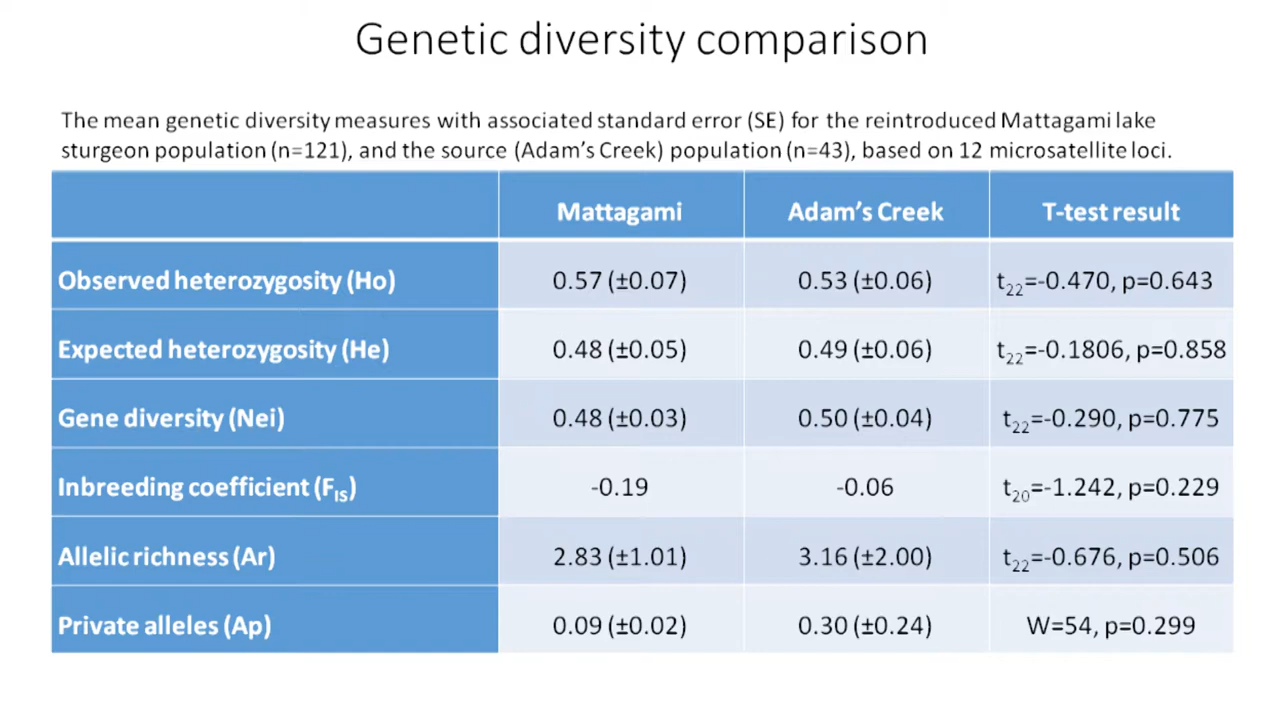 Genetic diversity comparison
The mean genetic diversity measures with associated standard error (SE) for the reintroduced Mattagami lake
sturgeon population (n=121), and the source (Adam's Creek) population (n=43), based on 12 microsatellite loci.
Mattagami Adam's Creek T-test result
Observed heterozygosity (Ho) 0.57 (±0.07) 0.53 (±0.06) t22=-0.470, p=0.643
Expected heterozygosity (He) 0.48 (±0.05) 0.49 (±0.06) t22=-0.1806, p=0.858
Gene diversity (Nei) 0.48 (±0.03) 0.50 (±0.04) t22=-0.290, p=0.775
Inbreeding coefficient (FIS) -0.19 -0.06 t20=-1.242, p=0.229
Allelic richness (Ar) 2.83 (±1.01) 3.16 (±2.00) t22=-0.676, p=0.506
Private alleles (Ap) 0.09 (±0.02) 0.30 (±0.24) W=54, p=0.299